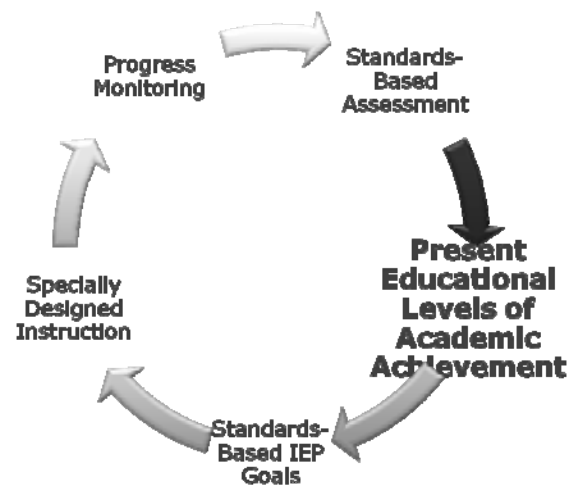 Progress
Monitoring
Standards-
Based
Assessment
Present
Educational
Levels of
Academic
Achievement
Standards-
Based IEP
Goals
Specially
Designed
Instruction